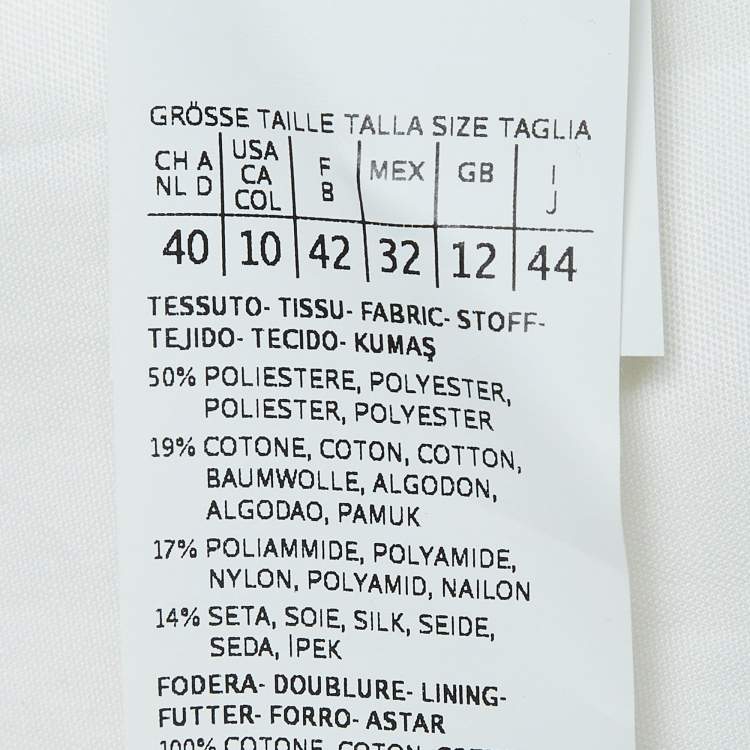 GRÖSSE TAILLE TALLA SIZE TAGLIA
CH A NL D | USA CA COL | F B | MEX | GB | I J
40 | 10 | 42 | 32 | 12 | 44
TESSUTO- TISSU- FABRIC- STOFF-
TEJIDO- TECIDO- KUMAŞ
50% POLIESTERE, POLYESTER,
POLIESTER, POLYESTER
19% COTONE, COTON, COTTON,
BAUMWOLLE, ALGODON,
ALGODAO, PAMUK
17% POLIAMMIDE, POLYAMIDE,
NYLON, POLYAMID, NAILON
14% SETA, SOIE, SILK, SEIDE,
SEDA, İPEK
FODERA- DOUBLURE- LINING-
FUTTER- FORRO- ASTAR
100% COTONE, COTON,